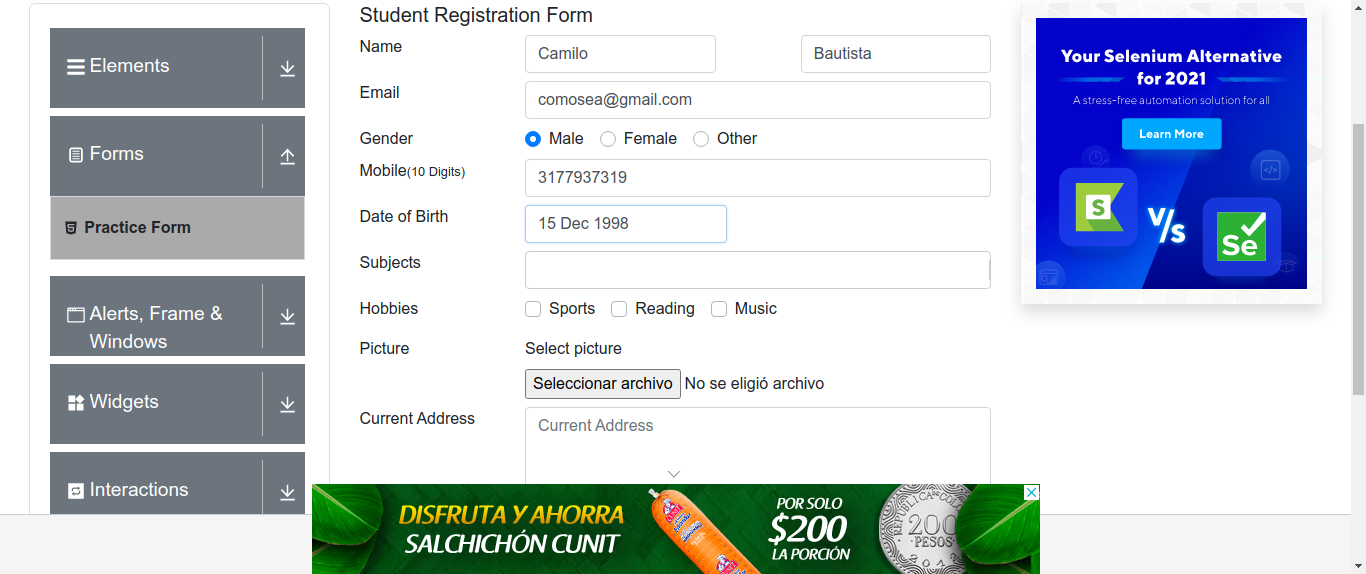 Elements
Forms
Practice Form
Alerts, Frame &
Windows
Widgets
Interactions
Student Registration Form
Name
Camilo
Bautista
Email
comosea@gmail.com
Gender
Male
Female
Other
Mobile(10 Digits)
3177937319
Date of Birth
15 Dec 1998
Subjects
Hobbies
Sports
Reading
Music
Picture
Select picture
Seleccionar archivo
No se eligió archivo
Current Address
Current Address
Your Selenium Alternative
for 2021
A stress-free automation solution for all
Learn More
S
V/s
Se
DISFRUTA Y AHORRA
SALCHICHÓN CUNIT
POR SOLO
$200
LA PORCIÓN
200
PESOS